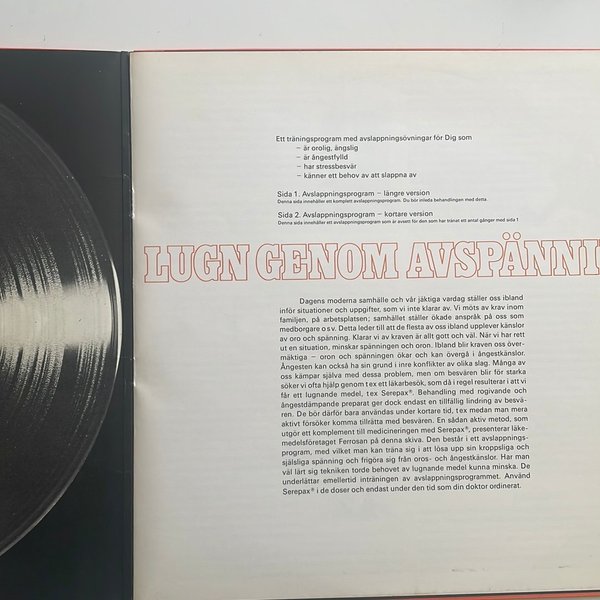 Ett träningsprogram med avslappningsövningar för Dig som
– är orolig, ängslig
– är ångestfylld
– har stressbesvär
– känner ett behov av att slappna av
Sida 1. Avslappningsprogram – längre version
Denna sida innehåller ett komplett avslappningsprogram. Du bör inleda behandlingen med detta.
Sida 2. Avslappningsprogram – kortare version
Denna sida innehåller ett avslappningsprogram som är avsett för den som har tränat ett antal gånger med sida 1
LUGN GENOM AVSPÄNNI
Dagens moderna samhälle och vår jäktiga vardag ställer oss ibland
inför situationer och uppgifter, som vi inte klarar av. Vi möts av krav inom
familjen, på arbetsplatsen; samhället ställer ökade anspråk på oss som
medborgare osv. Detta leder till att de flesta av oss ibland upplever känslor
av oro och spänning. Klarar vi av kraven är allt gott och väl. När vi har rett
ut en situation, minskar spänningen och oron. Ibland blir kraven oss över-
mäktiga – oron och spänningen ökar och kan övergå i ångestkänslor.
Ångesten kan också ha sin grund i inre konflikter av olika slag. Många av
oss kämpar själva med dessa problem, men om besvären blir för starka
söker vi ofta hjälp genom tex ett läkarbesök, som då i regel resulterar i att vi
får ett lugnande medel, tex Serepax®. Behandling med rogivande och
ångestdämpande preparat ger dock endast en tillfällig lindring av besvä-
ren. De bör därför bara användas under kortare tid, tex medan man mera
aktivt försöker komma tillrätta med besvären. En sådan aktiv metod, som
utgör ett komplement till medicineringen med Serepax®, presenterar läke-
medelsföretaget Ferrosan på denna skiva. Den består i ett avslappnings-
program, med vilket man kan träna sig i att lösa upp sin kroppsliga och
själsliga spänning och frigöra sig från oros- och ångestkänslor. Har man
väl lärt sig tekniken torde behovet av lugnande medel kunna minska. De
underlättar emellertid inträningen av avslappningsprogrammet. Använd
Serepax® i de doser och endast under den tid som din doktor ordinerat.